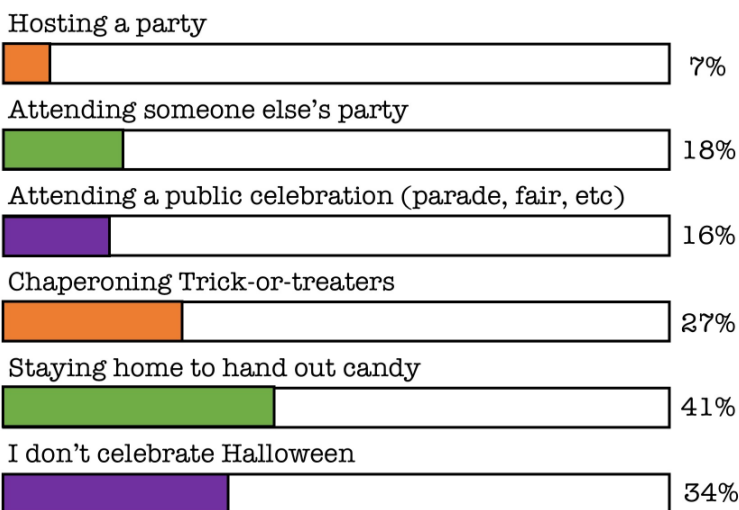 Hosting a party
7%
Attending someone else's party
18%
Attending a public celebration (parade, fair, etc)
16%
Chaperoning Trick-or-treaters
27%
Staying home to hand out candy
41%
I don't celebrate Halloween
34%